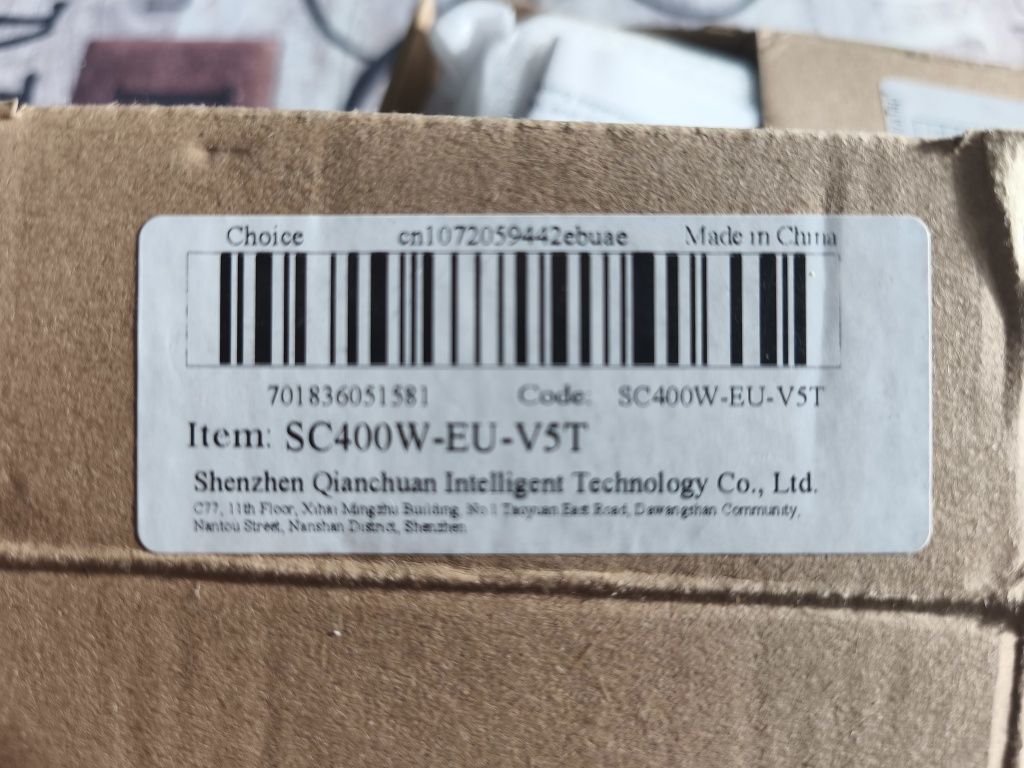 Choice cn1072059442ebuae Made in China
701836051581 Code: SC400W-EU-V5T
Item: SC400W-EU-V5T
Shenzhen Qianchuan Intelligent Technology Co., Ltd.
C77, 11th Floor, Xihai Mingzhu Building, No 1 Taoyuan East Road, Dawangshan Community,
Nantou Street, Nanshan District, Shenzhen